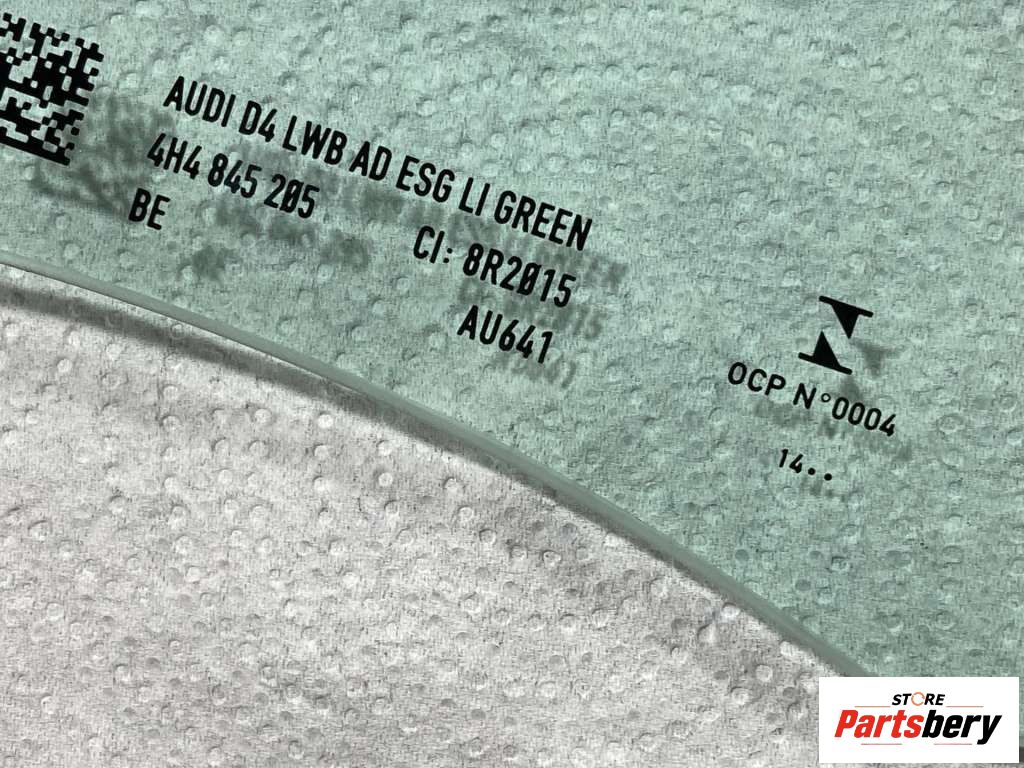 AUDI D4 LWB AD ESG LI GREEN
4H4 845 205
BE
CI: 8R2015
AU641
OCP N°0004
14..
STORE
Partsbery